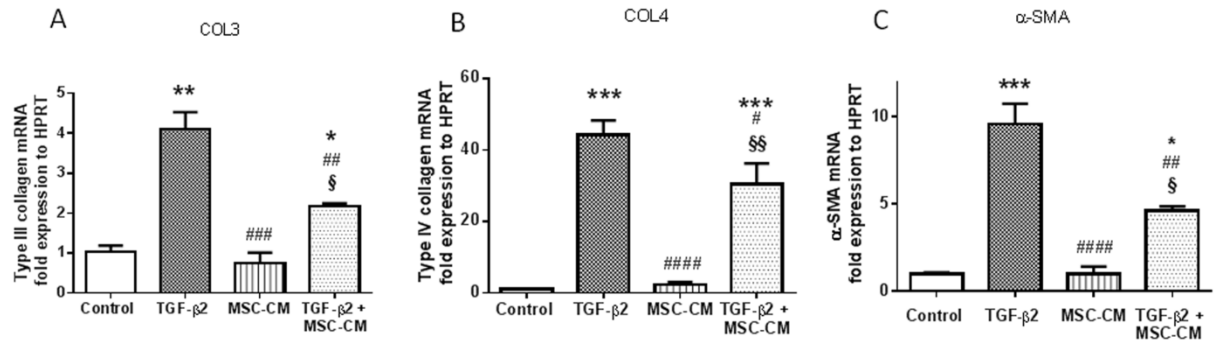 A
COL3
Type III collagen mRNA
fold expression to HPRT
5
4
3
2
1
0
**
###
*
##
§
Control
TGF-β2
MSC-CM
TGF-β2 +
MSC-CM
B
COL4
Type IV collagen mRNA
fold expression to HPRT
60
40
20
0
***
####
***
#
§§
Control
TGF-β2
MSC-CM
TGF-β2 +
MSC-CM
C
α-SMA
α-SMA mRNA
fold expression to HPRT
10
5
0
***
####
*
##
§
Control
TGF-β2
MSC-CM
TGF-β2 +
MSC-CM